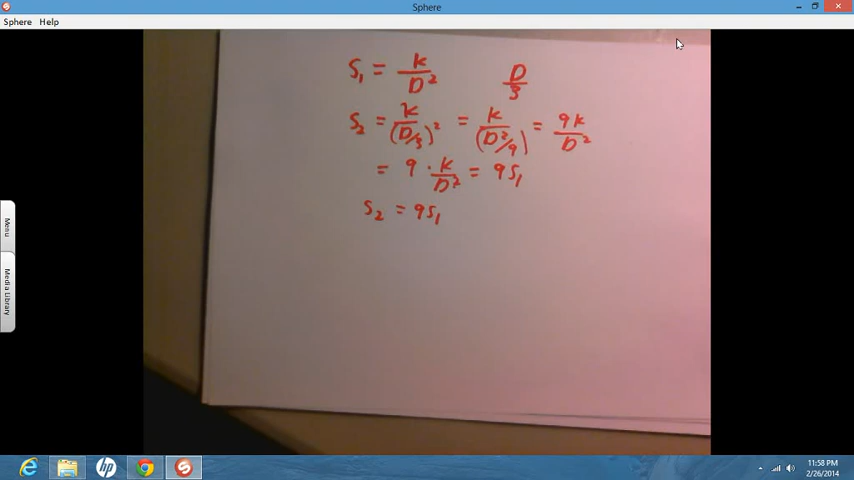 Sphere
Sphere Help
S₁ = k/D² D/3
S₂ = k/(D/3)² = k/(D²/9) = 9k/D²
= 9 · k/D² = 9S₁
S₂ = 9S₁
Menu
Media Library
11:58 PM
2/26/2014